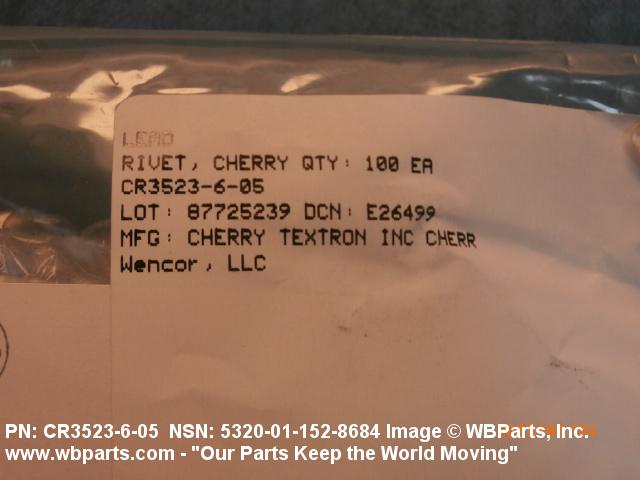 LEMO
RIVET, CHERRY QTY: 100 EA
CR3523-6-05
LOT: 87725239 DCN: E26499
MFG: CHERRY TEXTRON INC CHERR
Wencor, LLC
PN: CR3523-6-05 NSN: 5320-01-152-8684 Image © WBParts, Inc.
www.wbparts.com - "Our Parts Keep the World Moving"